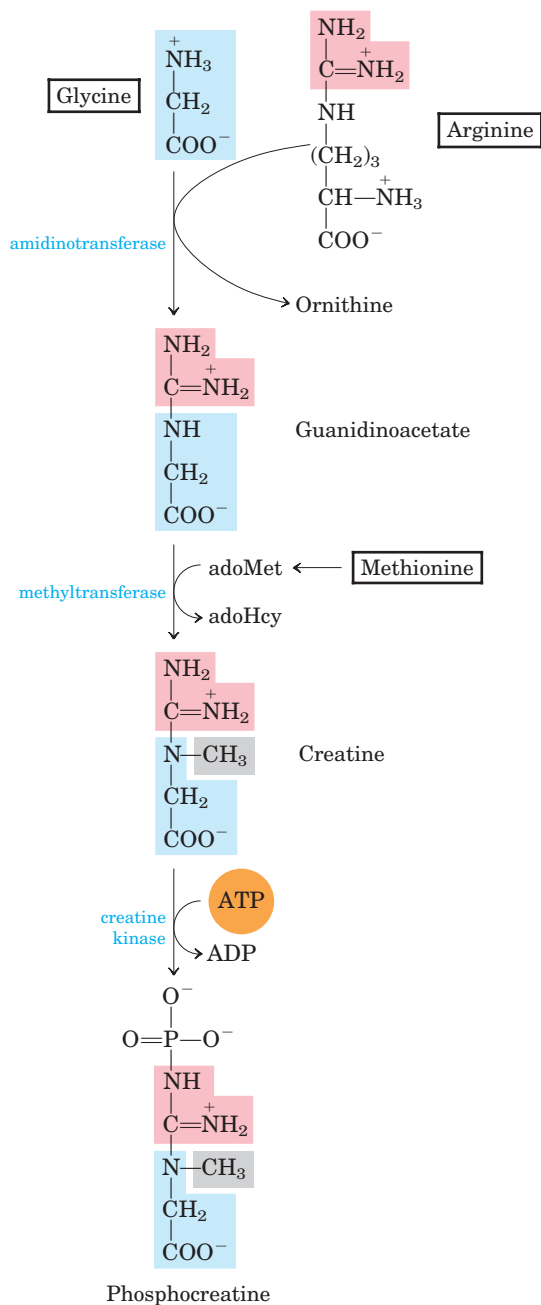 NH₃⁺
Glycine
CH₂
COO⁻
NH₂
C=NH₂⁺
NH
(CH₂)₃
Arginine
CH—NH₃⁺
COO⁻
amidinotransferase
Ornithine
NH₂
C=NH₂⁺
NH
Guanidinoacetate
CH₂
COO⁻
adoMet
Methionine
methyltransferase
adoHcy
NH₂
C=NH₂⁺
N—CH₃
Creatine
CH₂
COO⁻
ATP
creatine
kinase
ADP
O⁻
O=P—O⁻
NH
C=NH₂⁺
N—CH₃
CH₂
COO⁻
Phosphocreatine